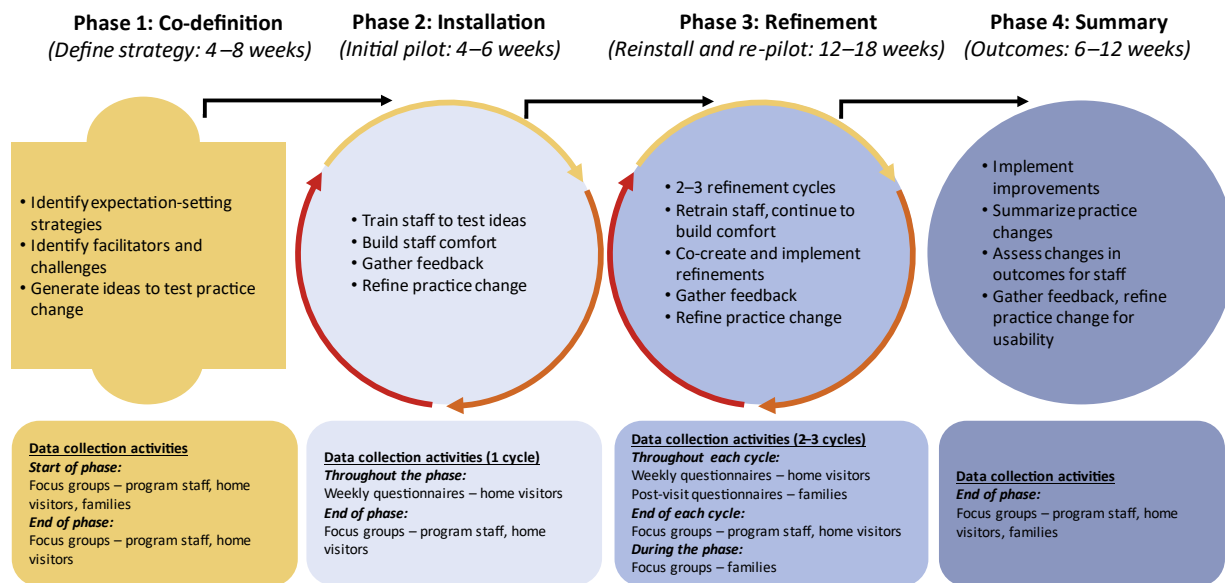 Phase 1: Co-definition
(Define strategy: 4–8 weeks)
Phase 2: Installation
(Initial pilot: 4–6 weeks)
Phase 3: Refinement
(Reinstall and re-pilot: 12–18 weeks)
Phase 4: Summary
(Outcomes: 6–12 weeks)
• Identify expectation-setting
strategies
• Identify facilitators and
challenges
• Generate ideas to test practice
change
• Train staff to test ideas
• Build staff comfort
• Gather feedback
• Refine practice change
• 2–3 refinement cycles
• Retrain staff, continue to
build comfort
• Co-create and implement
refinements
• Gather feedback
• Refine practice change
• Implement
improvements
• Summarize practice
changes
• Assess changes in
outcomes for staff
• Gather feedback, refine
practice change for
usability
Data collection activities
Start of phase:
Focus groups – program staff, home
visitors, families
End of phase:
Focus groups – program staff, home
visitors
Data collection activities (1 cycle)
Throughout the phase:
Weekly questionnaires – home visitors
End of phase:
Focus groups – program staff, home
visitors
Data collection activities (2–3 cycles)
Throughout each cycle:
Weekly questionnaires – home visitors
Post-visit questionnaires – families
End of each cycle:
Focus groups – program staff, home visitors
During the phase:
Focus groups – families
Data collection activities
End of phase:
Focus groups – program staff, home
visitors, families